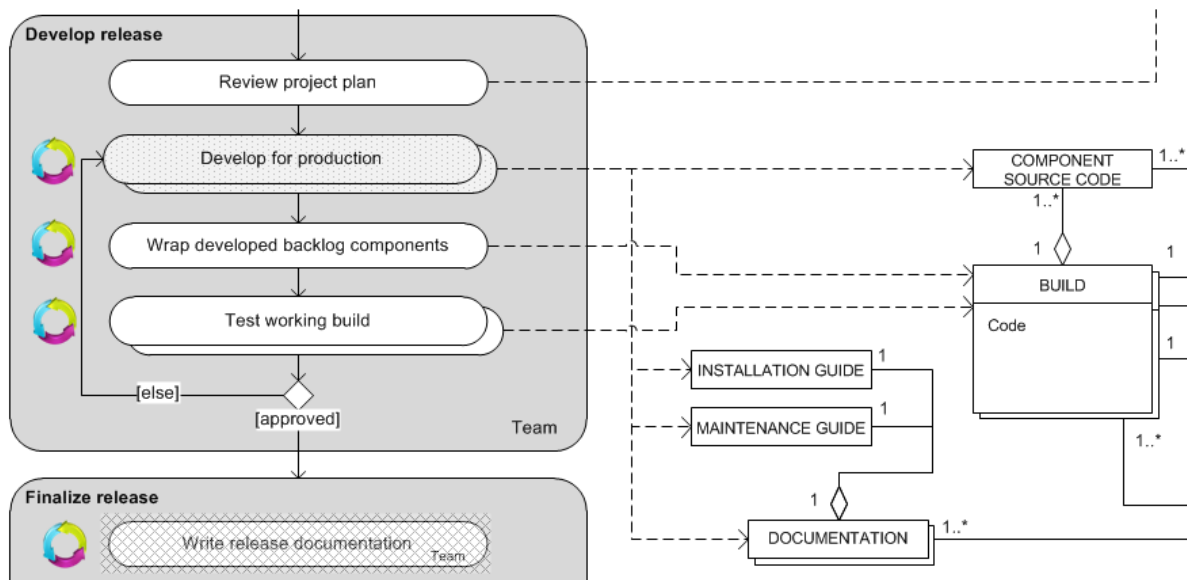 Develop release
Review project plan
Develop for production
Wrap developed backlog components
Test working build
[else]
[approved]
Team
Finalize release
Write release documentation
Team
COMPONENT
SOURCE CODE
1..*
1..*
1
1
BUILD
Code
1
1..*
INSTALLATION GUIDE
1
MAINTENANCE GUIDE
1
1
DOCUMENTATION
1..*